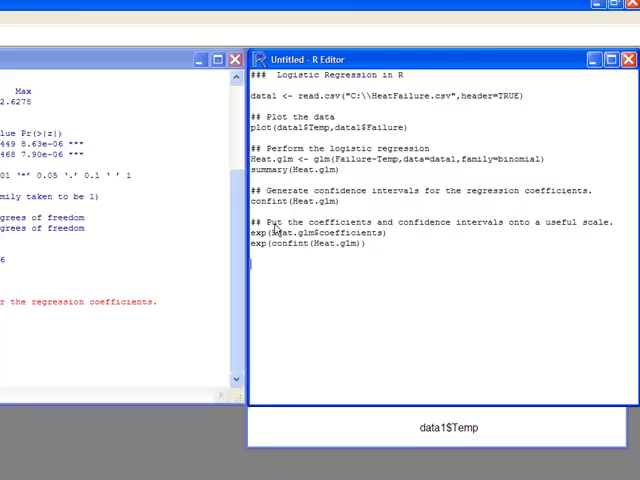 Untitled - R Editor
Max
2.6278
lue Pr(>|z|)
449 8.63e-06 ***
468 7.90e-06 ***
01 ‘*’ 0.05 ‘.’ 0.1 ‘ ’ 1
mily taken to be 1)
grees of freedom
grees of freedom
6
r the regression coefficients.
### Logistic Regression in R
data1 <- read.csv("C:\\HeatFailure.csv",header=TRUE)
## Plot the data
plot(data1$Temp,data1$Failure)
## Perform the logistic regression
Heat.glm <- glm(Failure~Temp,data=data1,family=binomial)
summary(Heat.glm)
## Generate confidence intervals for the regression coefficients.
confint(Heat.glm)
## Put the coefficients and confidence intervals onto a useful scale.
exp(Heat.glm$coefficients)
exp(confint(Heat.glm))
data1$Temp